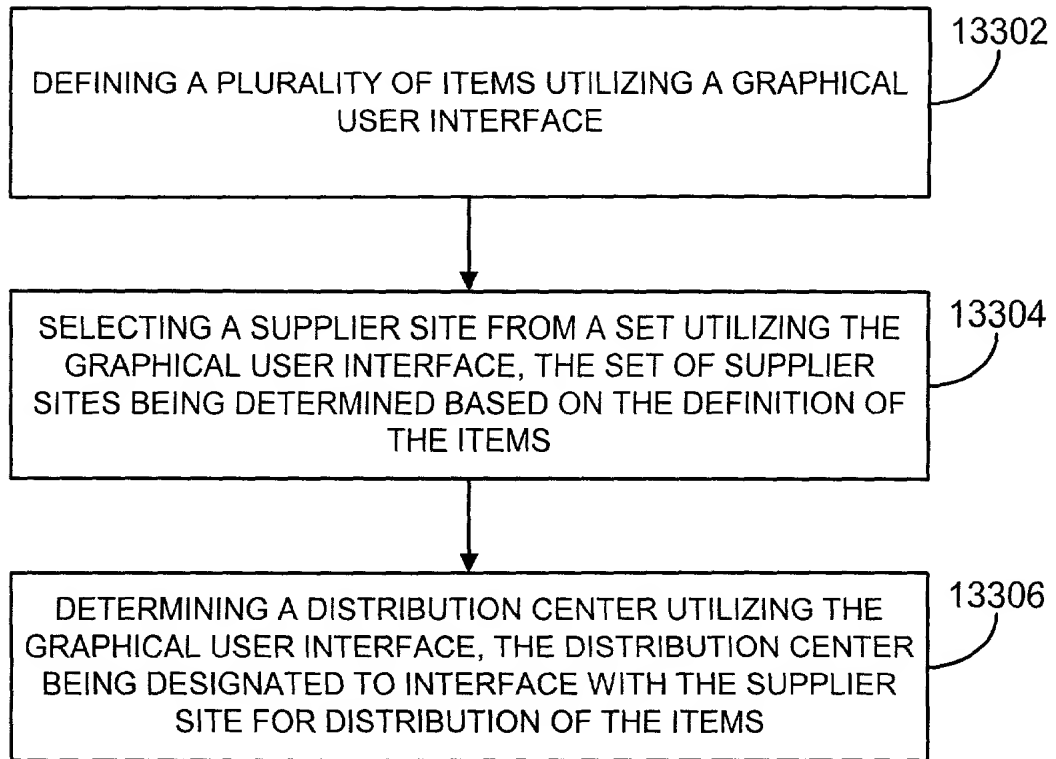 13302
DEFINING A PLURALITY OF ITEMS UTILIZING A GRAPHICAL
USER INTERFACE
13304
SELECTING A SUPPLIER SITE FROM A SET UTILIZING THE
GRAPHICAL USER INTERFACE, THE SET OF SUPPLIER
SITES BEING DETERMINED BASED ON THE DEFINITION OF
THE ITEMS
13306
DETERMINING A DISTRIBUTION CENTER UTILIZING THE
GRAPHICAL USER INTERFACE, THE DISTRIBUTION CENTER
BEING DESIGNATED TO INTERFACE WITH THE SUPPLIER
SITE FOR DISTRIBUTION OF THE ITEMS